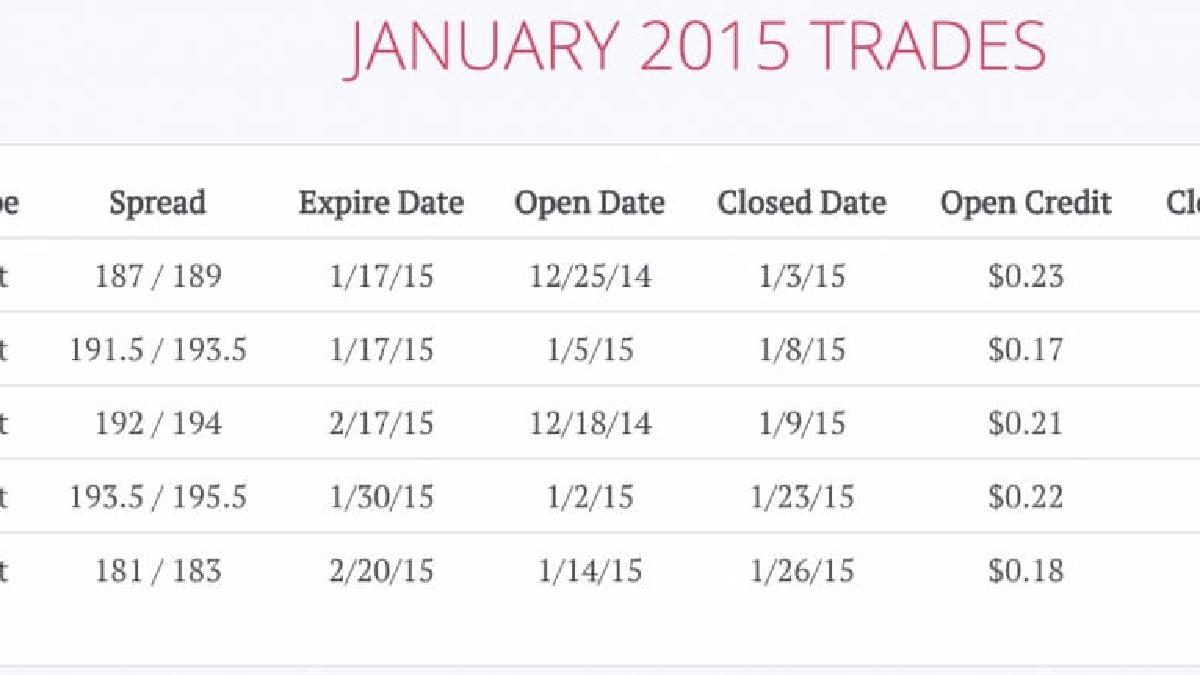 JANUARY 2015 TRADES
pe Spread Expire Date Open Date Closed Date Open Credit Clo
t 187 / 189 1/17/15 12/25/14 1/3/15 $0.23
t 191.5 / 193.5 1/17/15 1/5/15 1/8/15 $0.17
t 192 / 194 2/17/15 12/18/14 1/9/15 $0.21
t 193.5 / 195.5 1/30/15 1/2/15 1/23/15 $0.22
t 181 / 183 2/20/15 1/14/15 1/26/15 $0.18